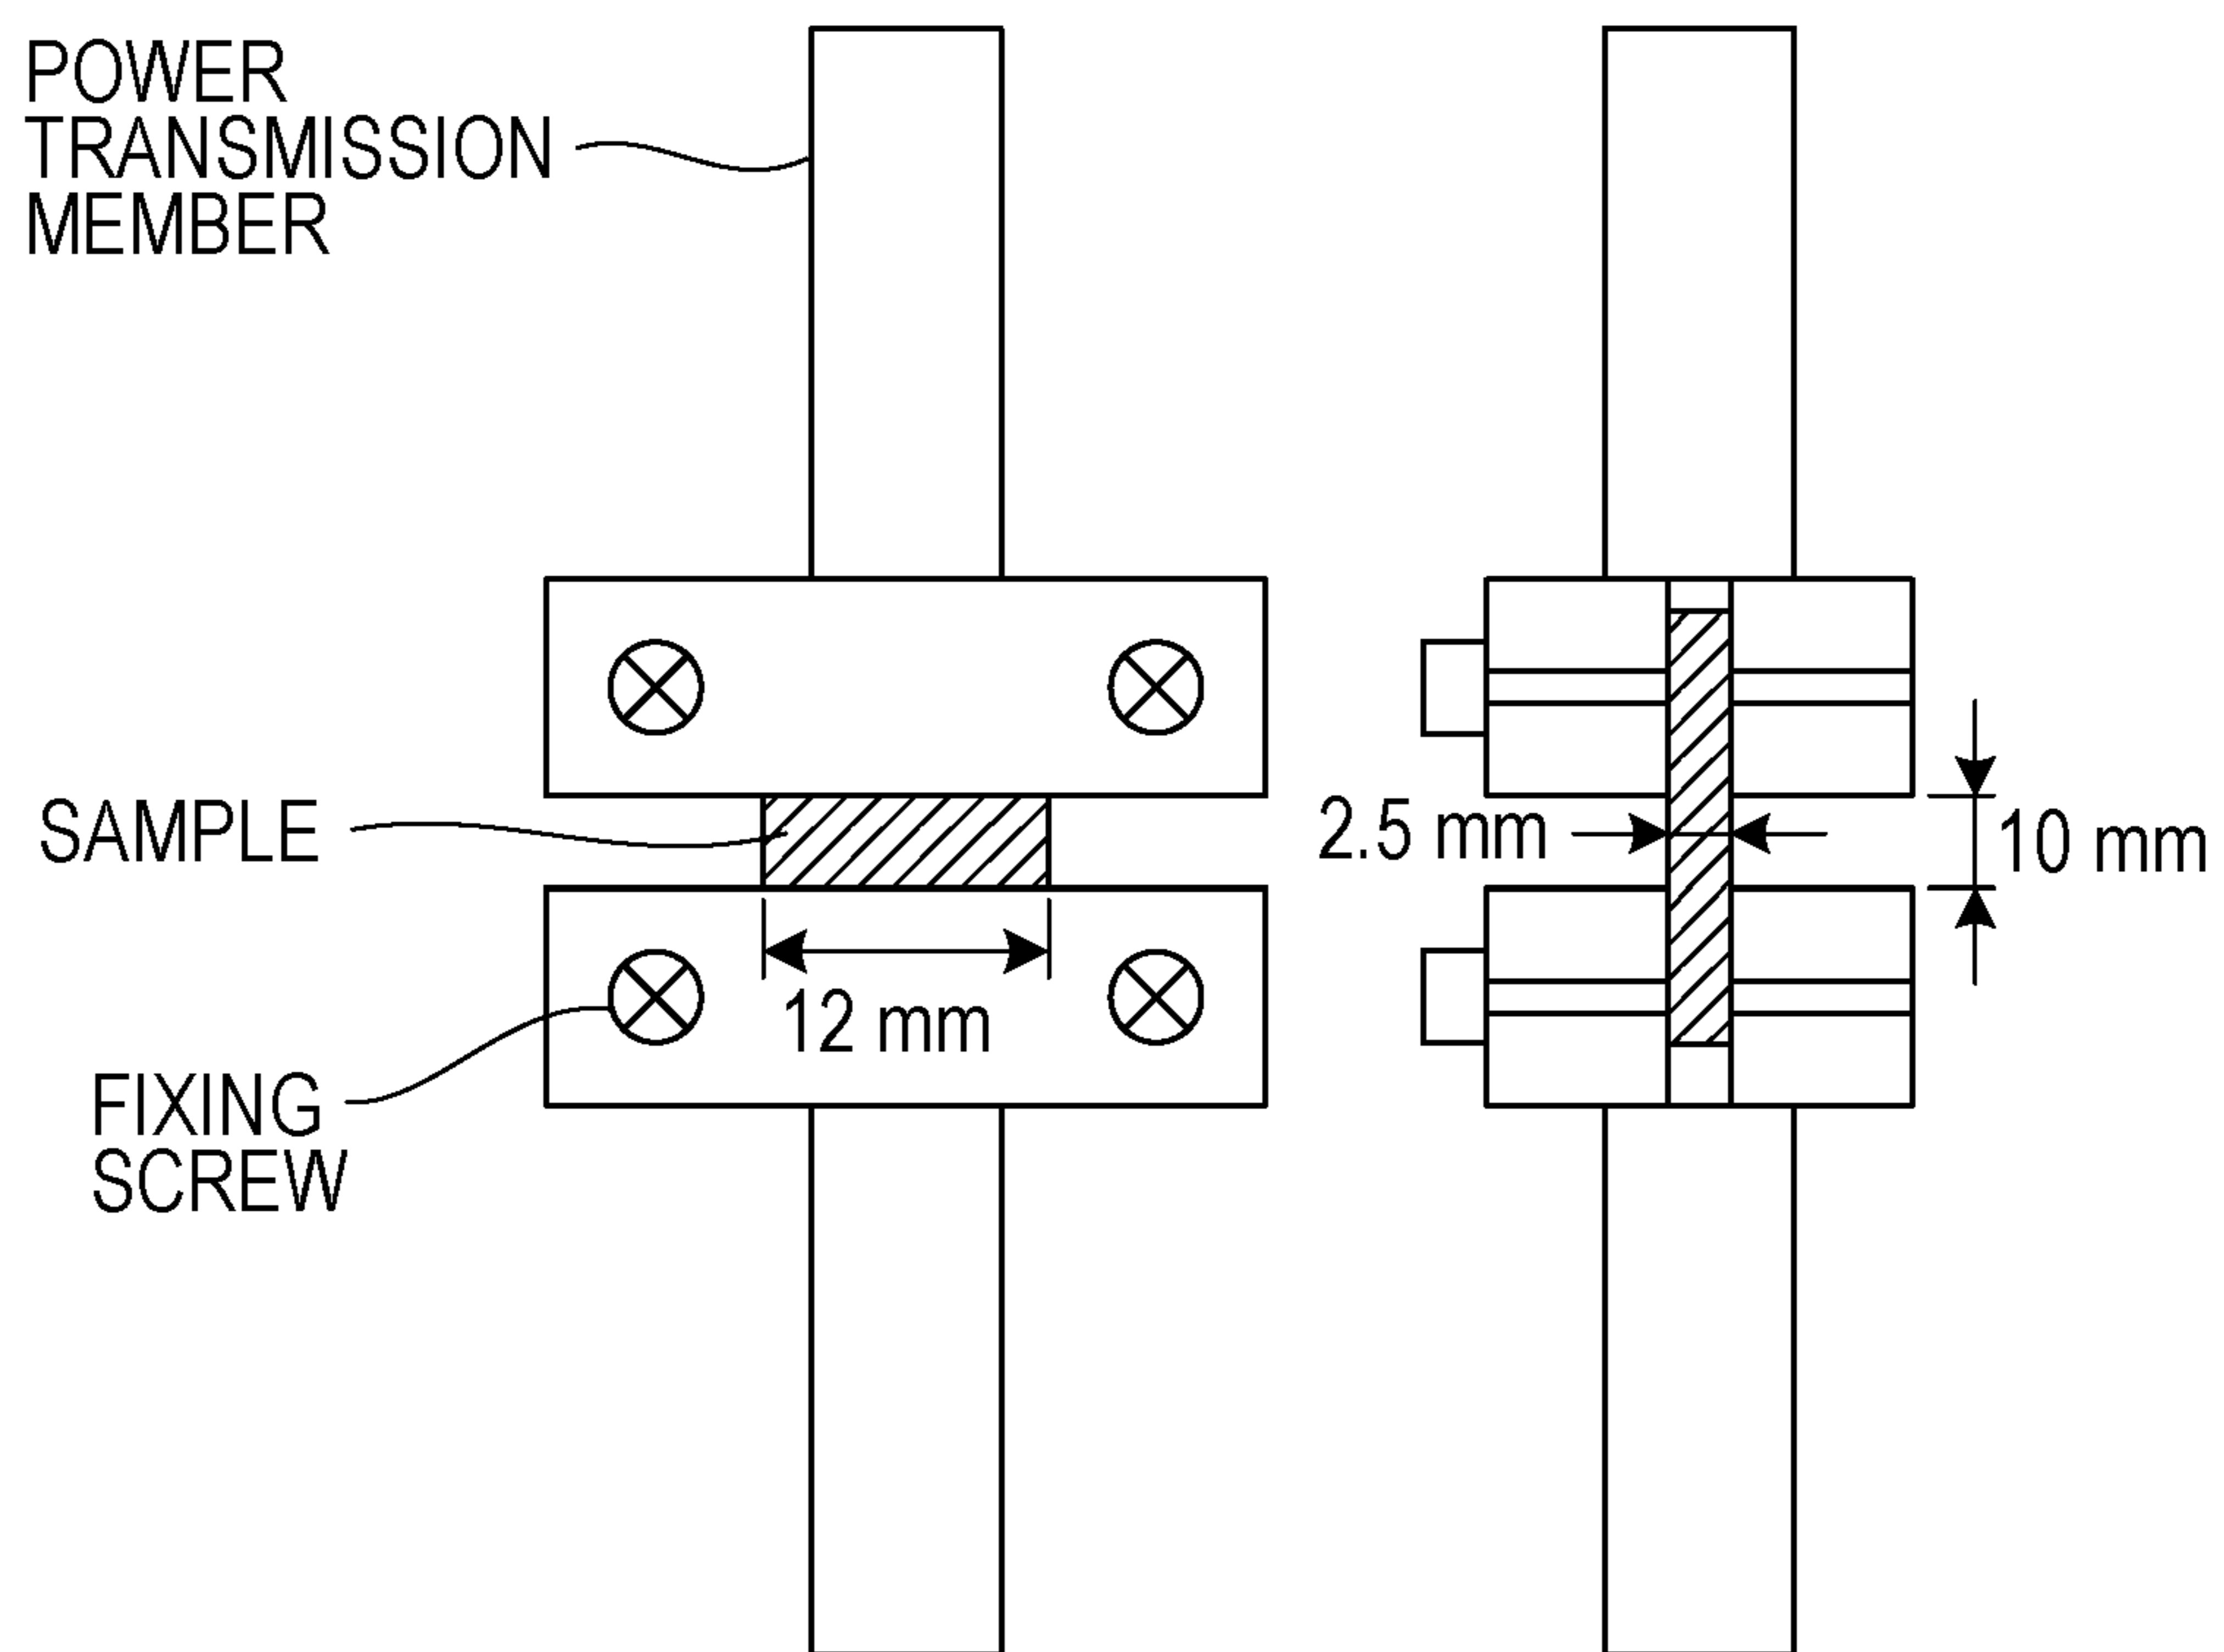 POWER
TRANSMISSION
MEMBER
SAMPLE
2.5 mm
10 mm
12 mm
FIXING
SCREW